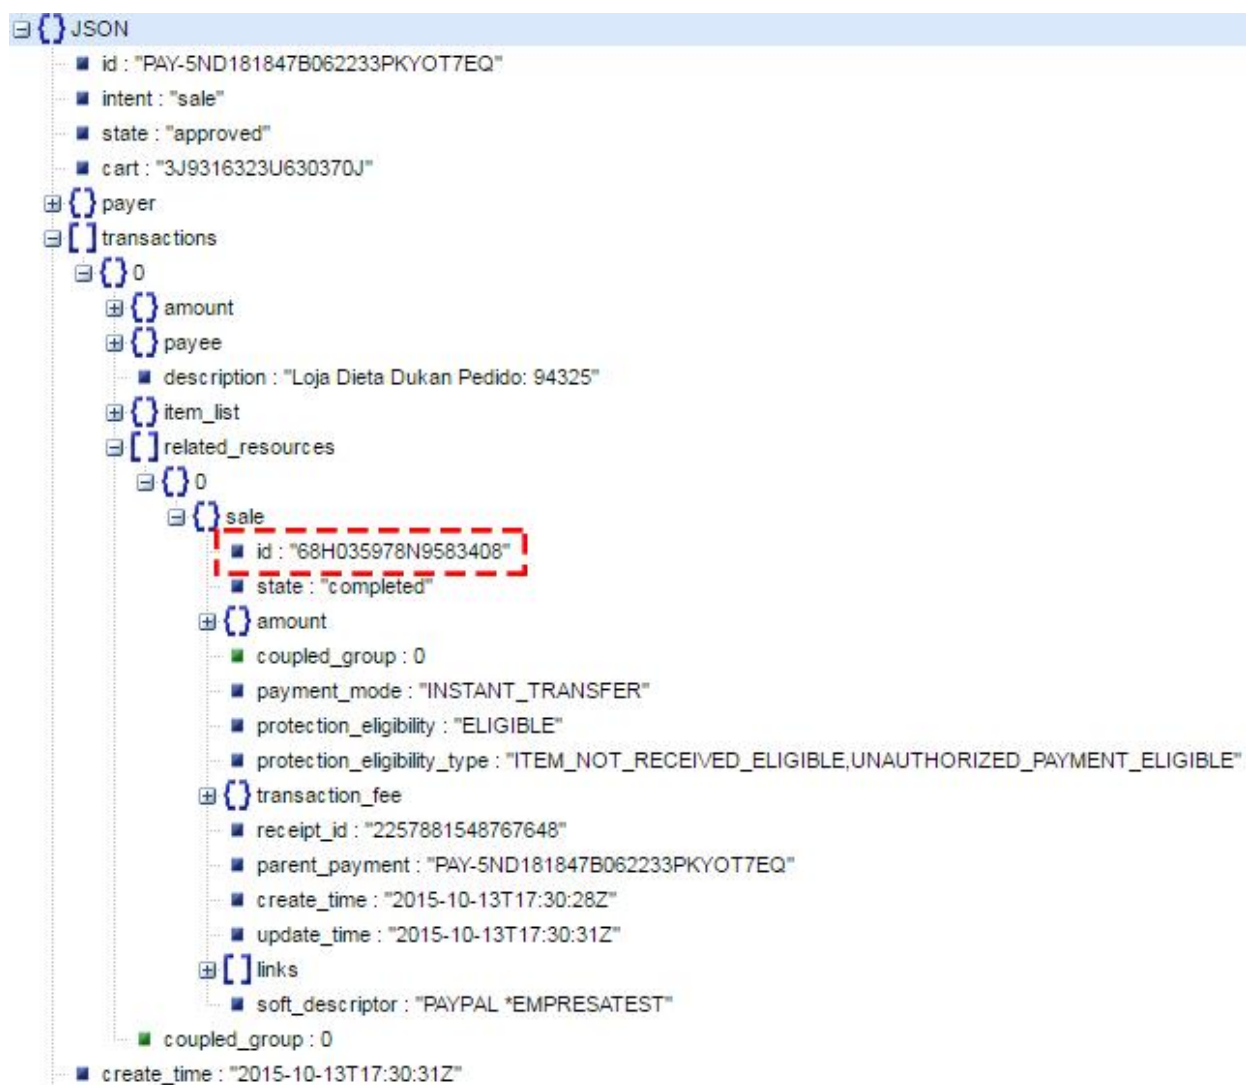 JSON
id : "PAY-5ND181847B062233PKYOT7EQ"
intent : "sale"
state : "approved"
cart : "3J9316323U630370J"
payer
transactions
0
amount
payee
description : "Loja Dieta Dukan Pedido: 94325"
item_list
related_resources
0
sale
id : "68H035978N9583408"
state : "completed"
amount
coupled_group : 0
payment_mode : "INSTANT_TRANSFER"
protection_eligibility : "ELIGIBLE"
protection_eligibility_type : "ITEM_NOT_RECEIVED_ELIGIBLE,UNAUTHORIZED_PAYMENT_ELIGIBLE"
transaction_fee
receipt_id : "2257881548767648"
parent_payment : "PAY-5ND181847B062233PKYOT7EQ"
create_time : "2015-10-13T17:30:28Z"
update_time : "2015-10-13T17:30:31Z"
links
soft_descriptor : "PAYPAL *EMPRESATEST"
coupled_group : 0
create_time : "2015-10-13T17:30:31Z"